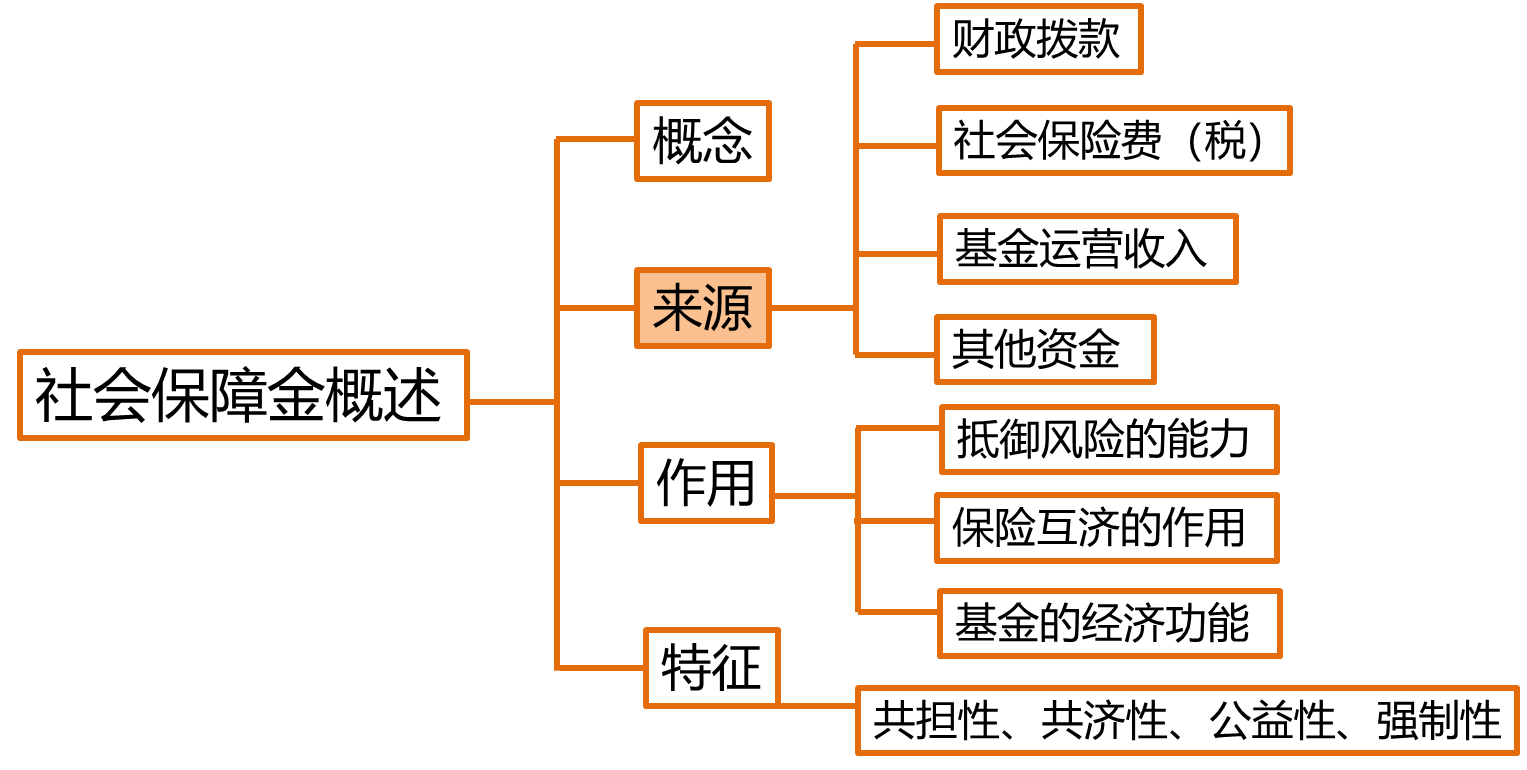 社会保障金概述
概念
来源
财政拨款
社会保险费（税）
基金运营收入
其他资金
作用
抵御风险的能力
保险互济的作用
基金的经济功能
特征
共担性、共济性、公益性、强制性